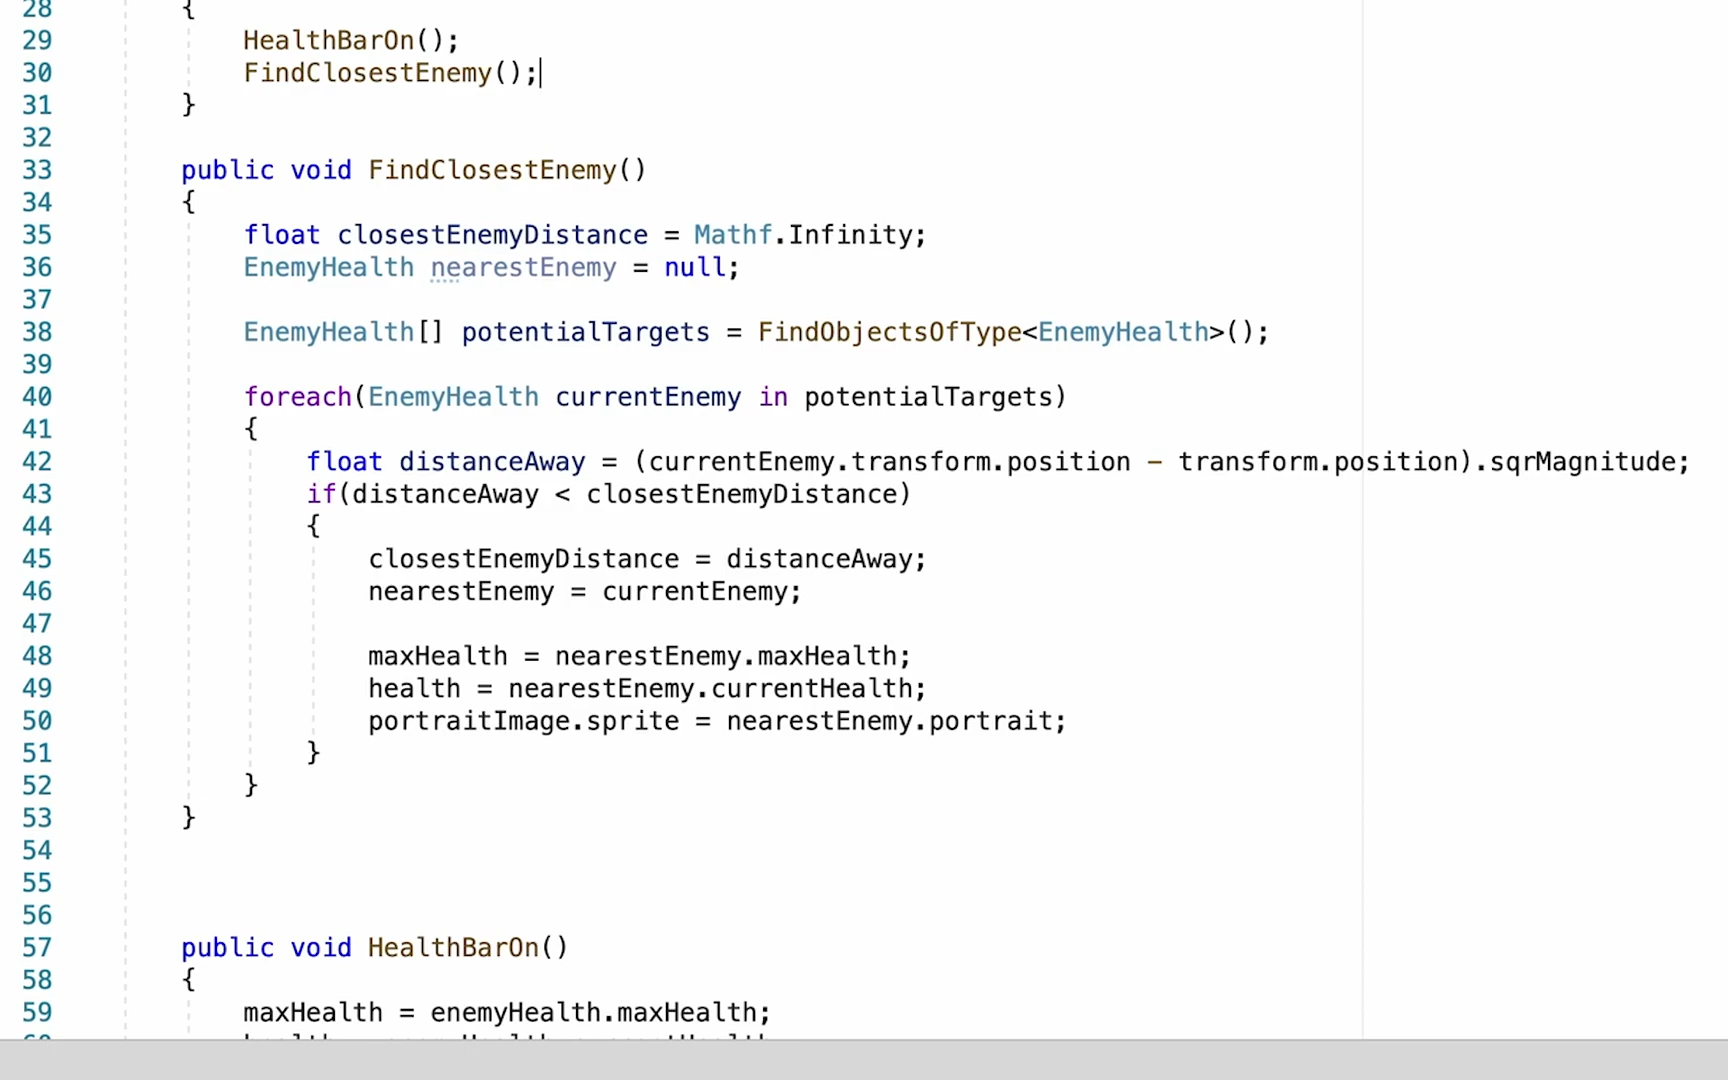 28 {
29 HealthBarOn();
30 FindClosestEnemy();
31 }
32
33 public void FindClosestEnemy()
34 {
35 float closestEnemyDistance = Mathf.Infinity;
36 EnemyHealth nearestEnemy = null;
37
38 EnemyHealth[] potentialTargets = FindObjectsOfType<EnemyHealth>();
39
40 foreach(EnemyHealth currentEnemy in potentialTargets)
41 {
42 float distanceAway = (currentEnemy.transform.position - transform.position).sqrMagnitude;
43 if(distanceAway < closestEnemyDistance)
44 {
45 closestEnemyDistance = distanceAway;
46 nearestEnemy = currentEnemy;
47
48 maxHealth = nearestEnemy.maxHealth;
49 health = nearestEnemy.currentHealth;
50 portraitImage.sprite = nearestEnemy.portrait;
51 }
52 }
53 }
54
55
56
57 public void HealthBarOn()
58 {
59 maxHealth = enemyHealth.maxHealth;